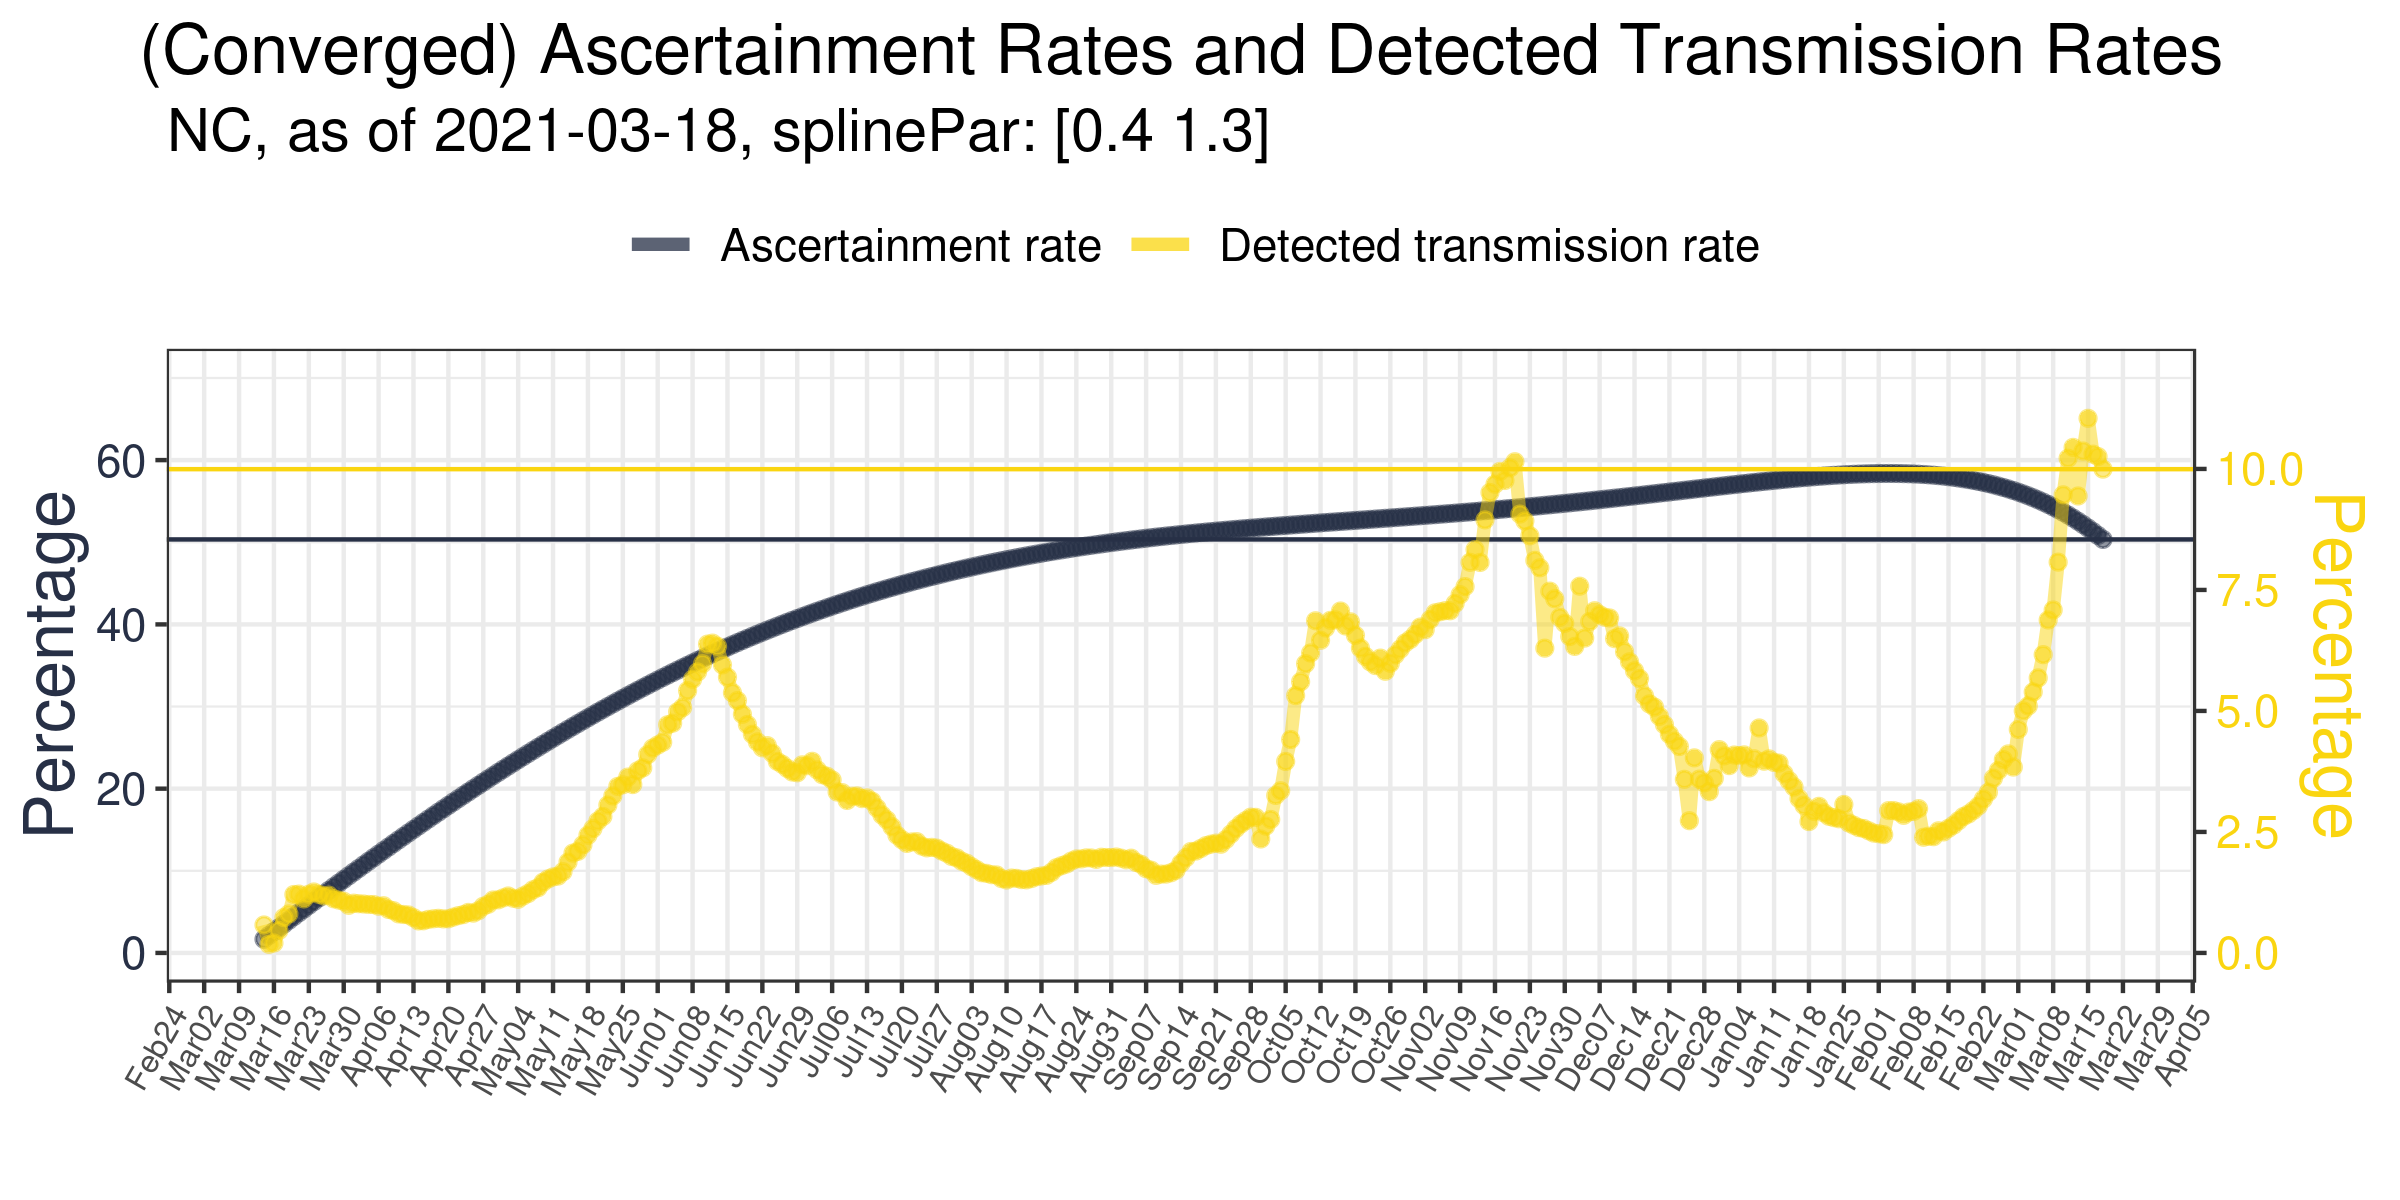 (Converged) Ascertainment Rates and Detected Transmission Rates
NC, as of 2021-03-18, splinePar: [0.4 1.3]
Ascertainment rate
Detected transmission rate
Percentage
60
40
20
0
10.0
7.5
5.0
2.5
0.0
Percentage
Feb24
Mar02
Mar09
Mar16
Mar23
Mar30
Apr06
Apr13
Apr20
Apr27
May04
May11
May18
May25
Jun01
Jun08
Jun15
Jun22
Jun29
Jul06
Jul13
Jul20
Jul27
Aug03
Aug10
Aug17
Aug24
Aug31
Sep07
Sep14
Sep21
Sep28
Oct05
Oct12
Oct19
Oct26
Nov02
Nov09
Nov16
Nov23
Nov30
Dec07
Dec14
Dec21
Dec28
Jan04
Jan11
Jan18
Jan25
Feb01
Feb08
Feb15
Feb22
Mar01
Mar08
Mar15
Mar22
Mar29
Apr05